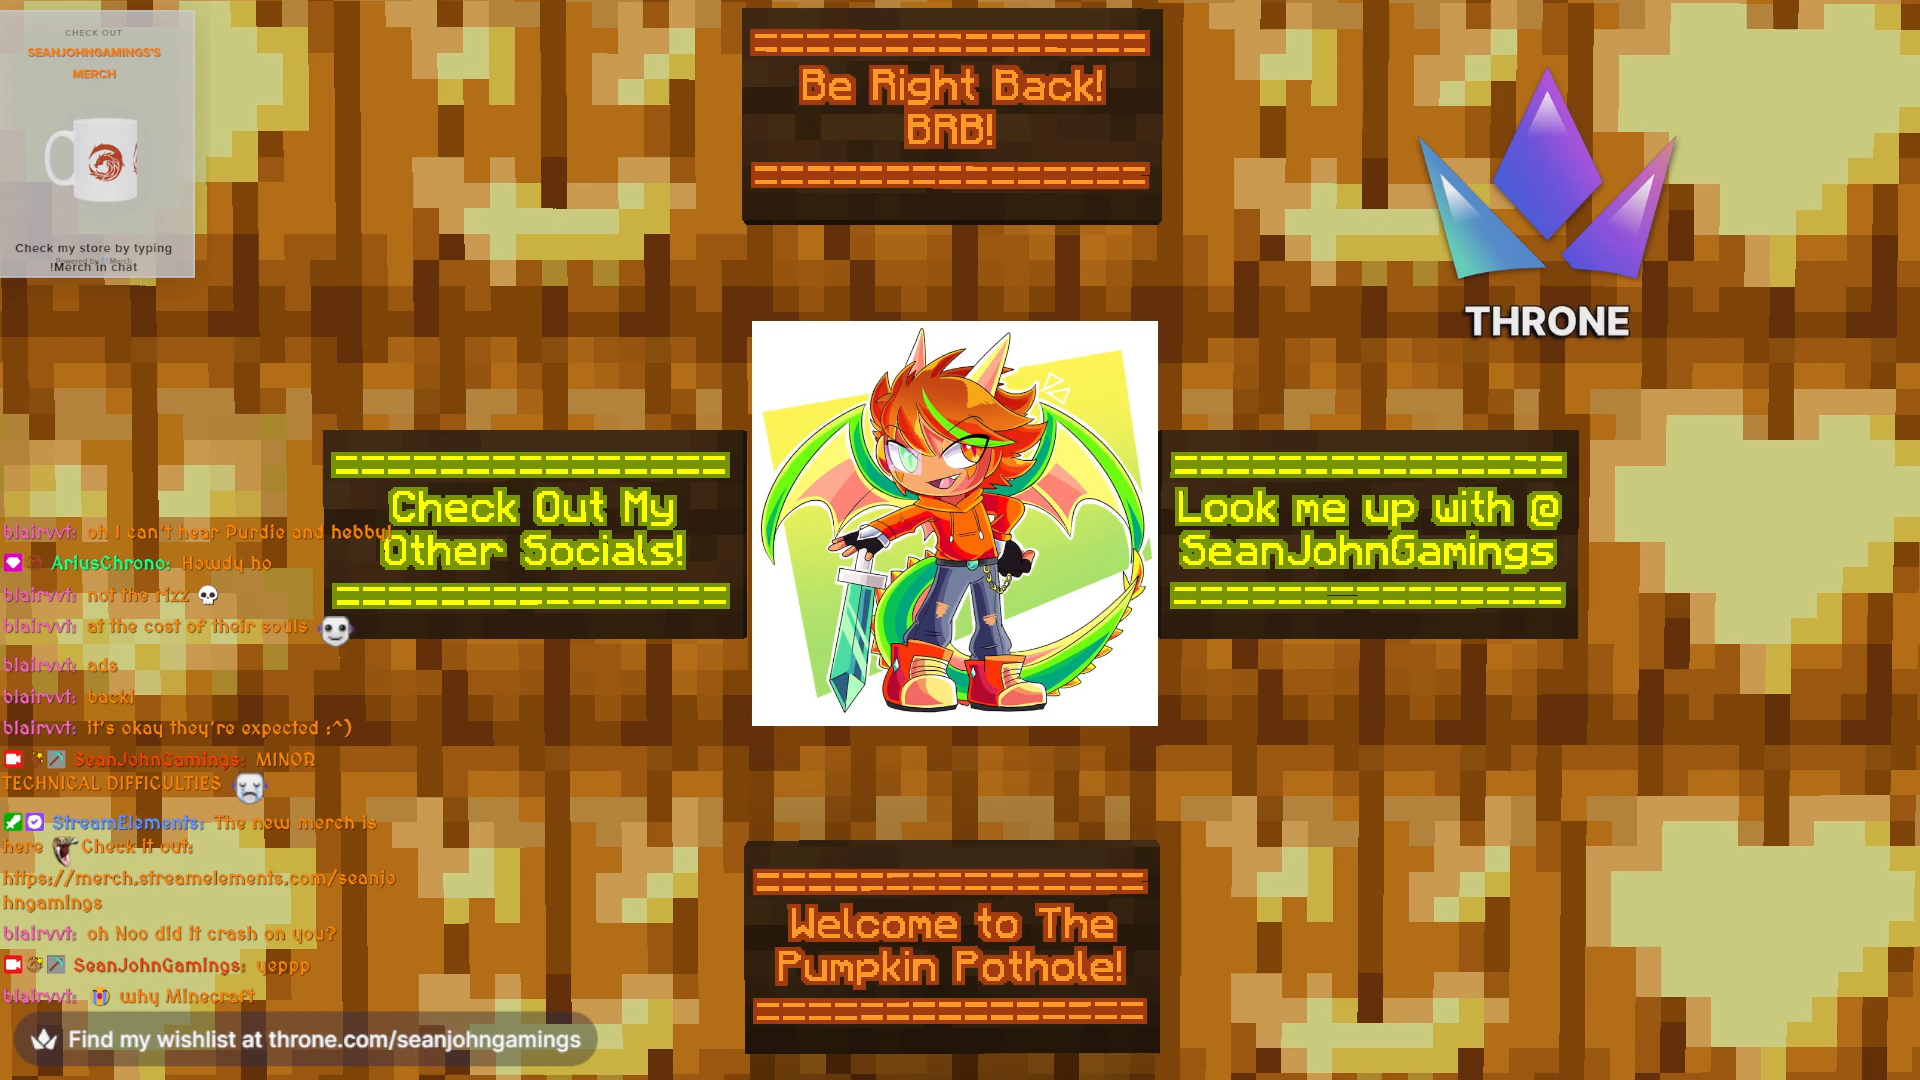 CHECK OUT
SEANJOHNGAMINGS'S
MERCH
Check my store by typing
Powered by Merch
!Merch in chat
====================
Be Right Back!
BRB!
====================
THRONE
====================
Check Out My
Other Socials!
====================
====================
Look me up with @
SeanJohnGamings
====================
blairvvt: oh I can't hear Purdie and hebby!
ArlusChrono: Howdy ho
blairvvt: not the rizz 💀
blairvvt: at the cost of their souls
blairvvt: ads
blairvvt: back!
blairvvt: it's okay they're expected :^)
SeanJohnGamings: MINOR
TECHNICAL DIFFICULTIES
StreamElements: The new merch is
here Check it out:
https://merch.streamelements.com/seanjo
hngamings
blairvvt: oh Noo did it crash on you?
SeanJohnGamings: yeppp
blairvvt: 😭 why Minecraft
Find my wishlist at throne.com/seanjohngamings
====================
Welcome to The
Pumpkin Pothole!
====================